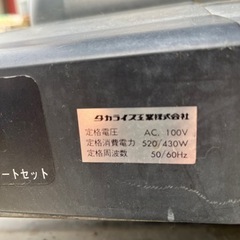 タカライズ工業株式会社
定格電圧 AC. 100V
定格消費電力 520/430W
定格周波数 50/60Hz
ートセット